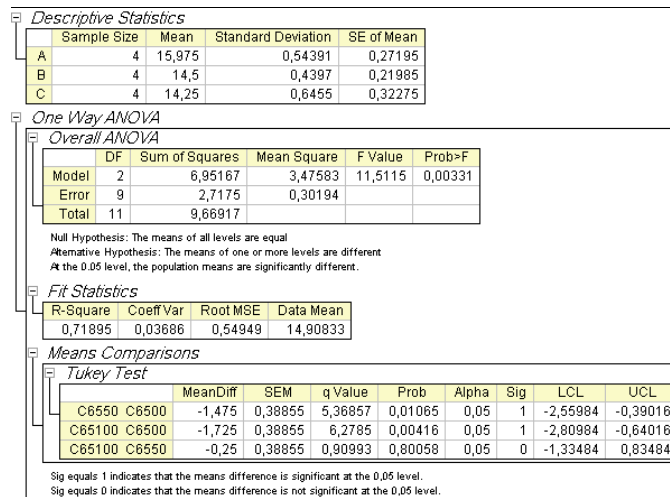 Descriptive Statistics
Sample Size Mean Standard Deviation SE of Mean
A 4 15,975 0,54391 0,27195
B 4 14,5 0,4397 0,21985
C 4 14,25 0,6455 0,32275
One Way ANOVA
Overall ANOVA
DF Sum of Squares Mean Square F Value Prob>F
Model 2 6,95167 3,47583 11,5115 0,00331
Error 9 2,7175 0,30194
Total 11 9,66917
Null Hypothesis: The means of all levels are equal
Alternative Hypothesis: The means of one or more levels are different
At the 0.05 level, the population means are significantly different.
Fit Statistics
R-Square Coeff Var Root MSE Data Mean
0,71895 0,03686 0,54949 14,90833
Means Comparisons
Tukey Test
MeanDiff SEM q Value Prob Alpha Sig LCL UCL
C6550 C6500 -1,475 0,38855 5,36857 0,01065 0,05 1 -2,55984 -0,39016
C65100 C6500 -1,725 0,38855 6,2785 0,00416 0,05 1 -2,80984 -0,64016
C65100 C6550 -0,25 0,38855 0,90993 0,80058 0,05 0 -1,33484 0,83484
Sig equals 1 indicates that the means difference is significant at the 0,05 level.
Sig equals 0 indicates that the means difference is not significant at the 0,05 level.